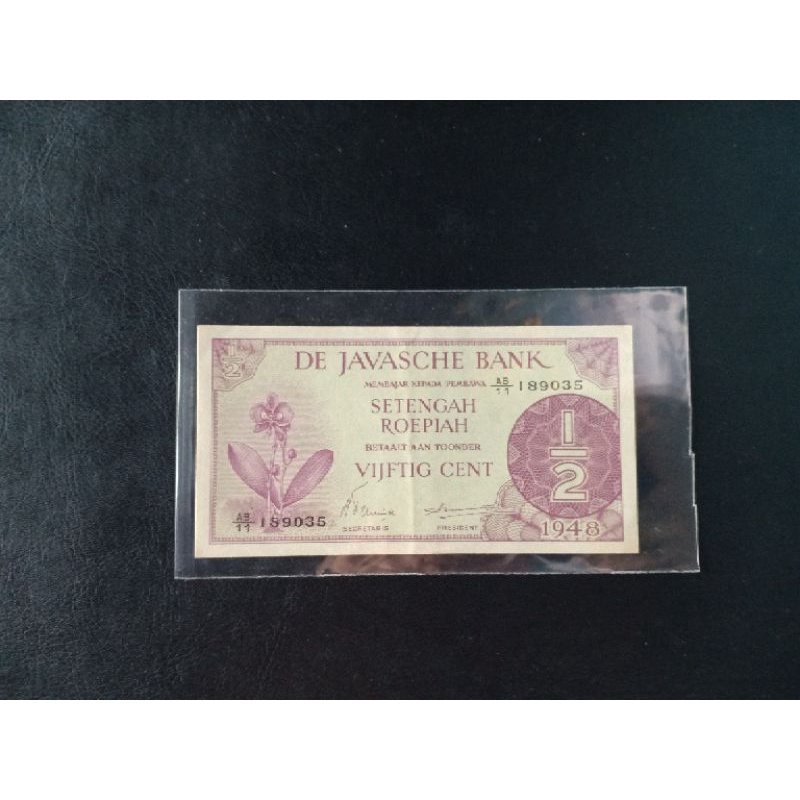 1/2
DE JAVASCHE BANK
MEMBAJAR KEPADA PEMBAWA AB/11 189035
SETENGAH
ROEPIAH
BETAALT AAN TOONDER
VIJFTIG CENT
1/2
AB/11 189035
SECRETARIS PRESIDENT
1948